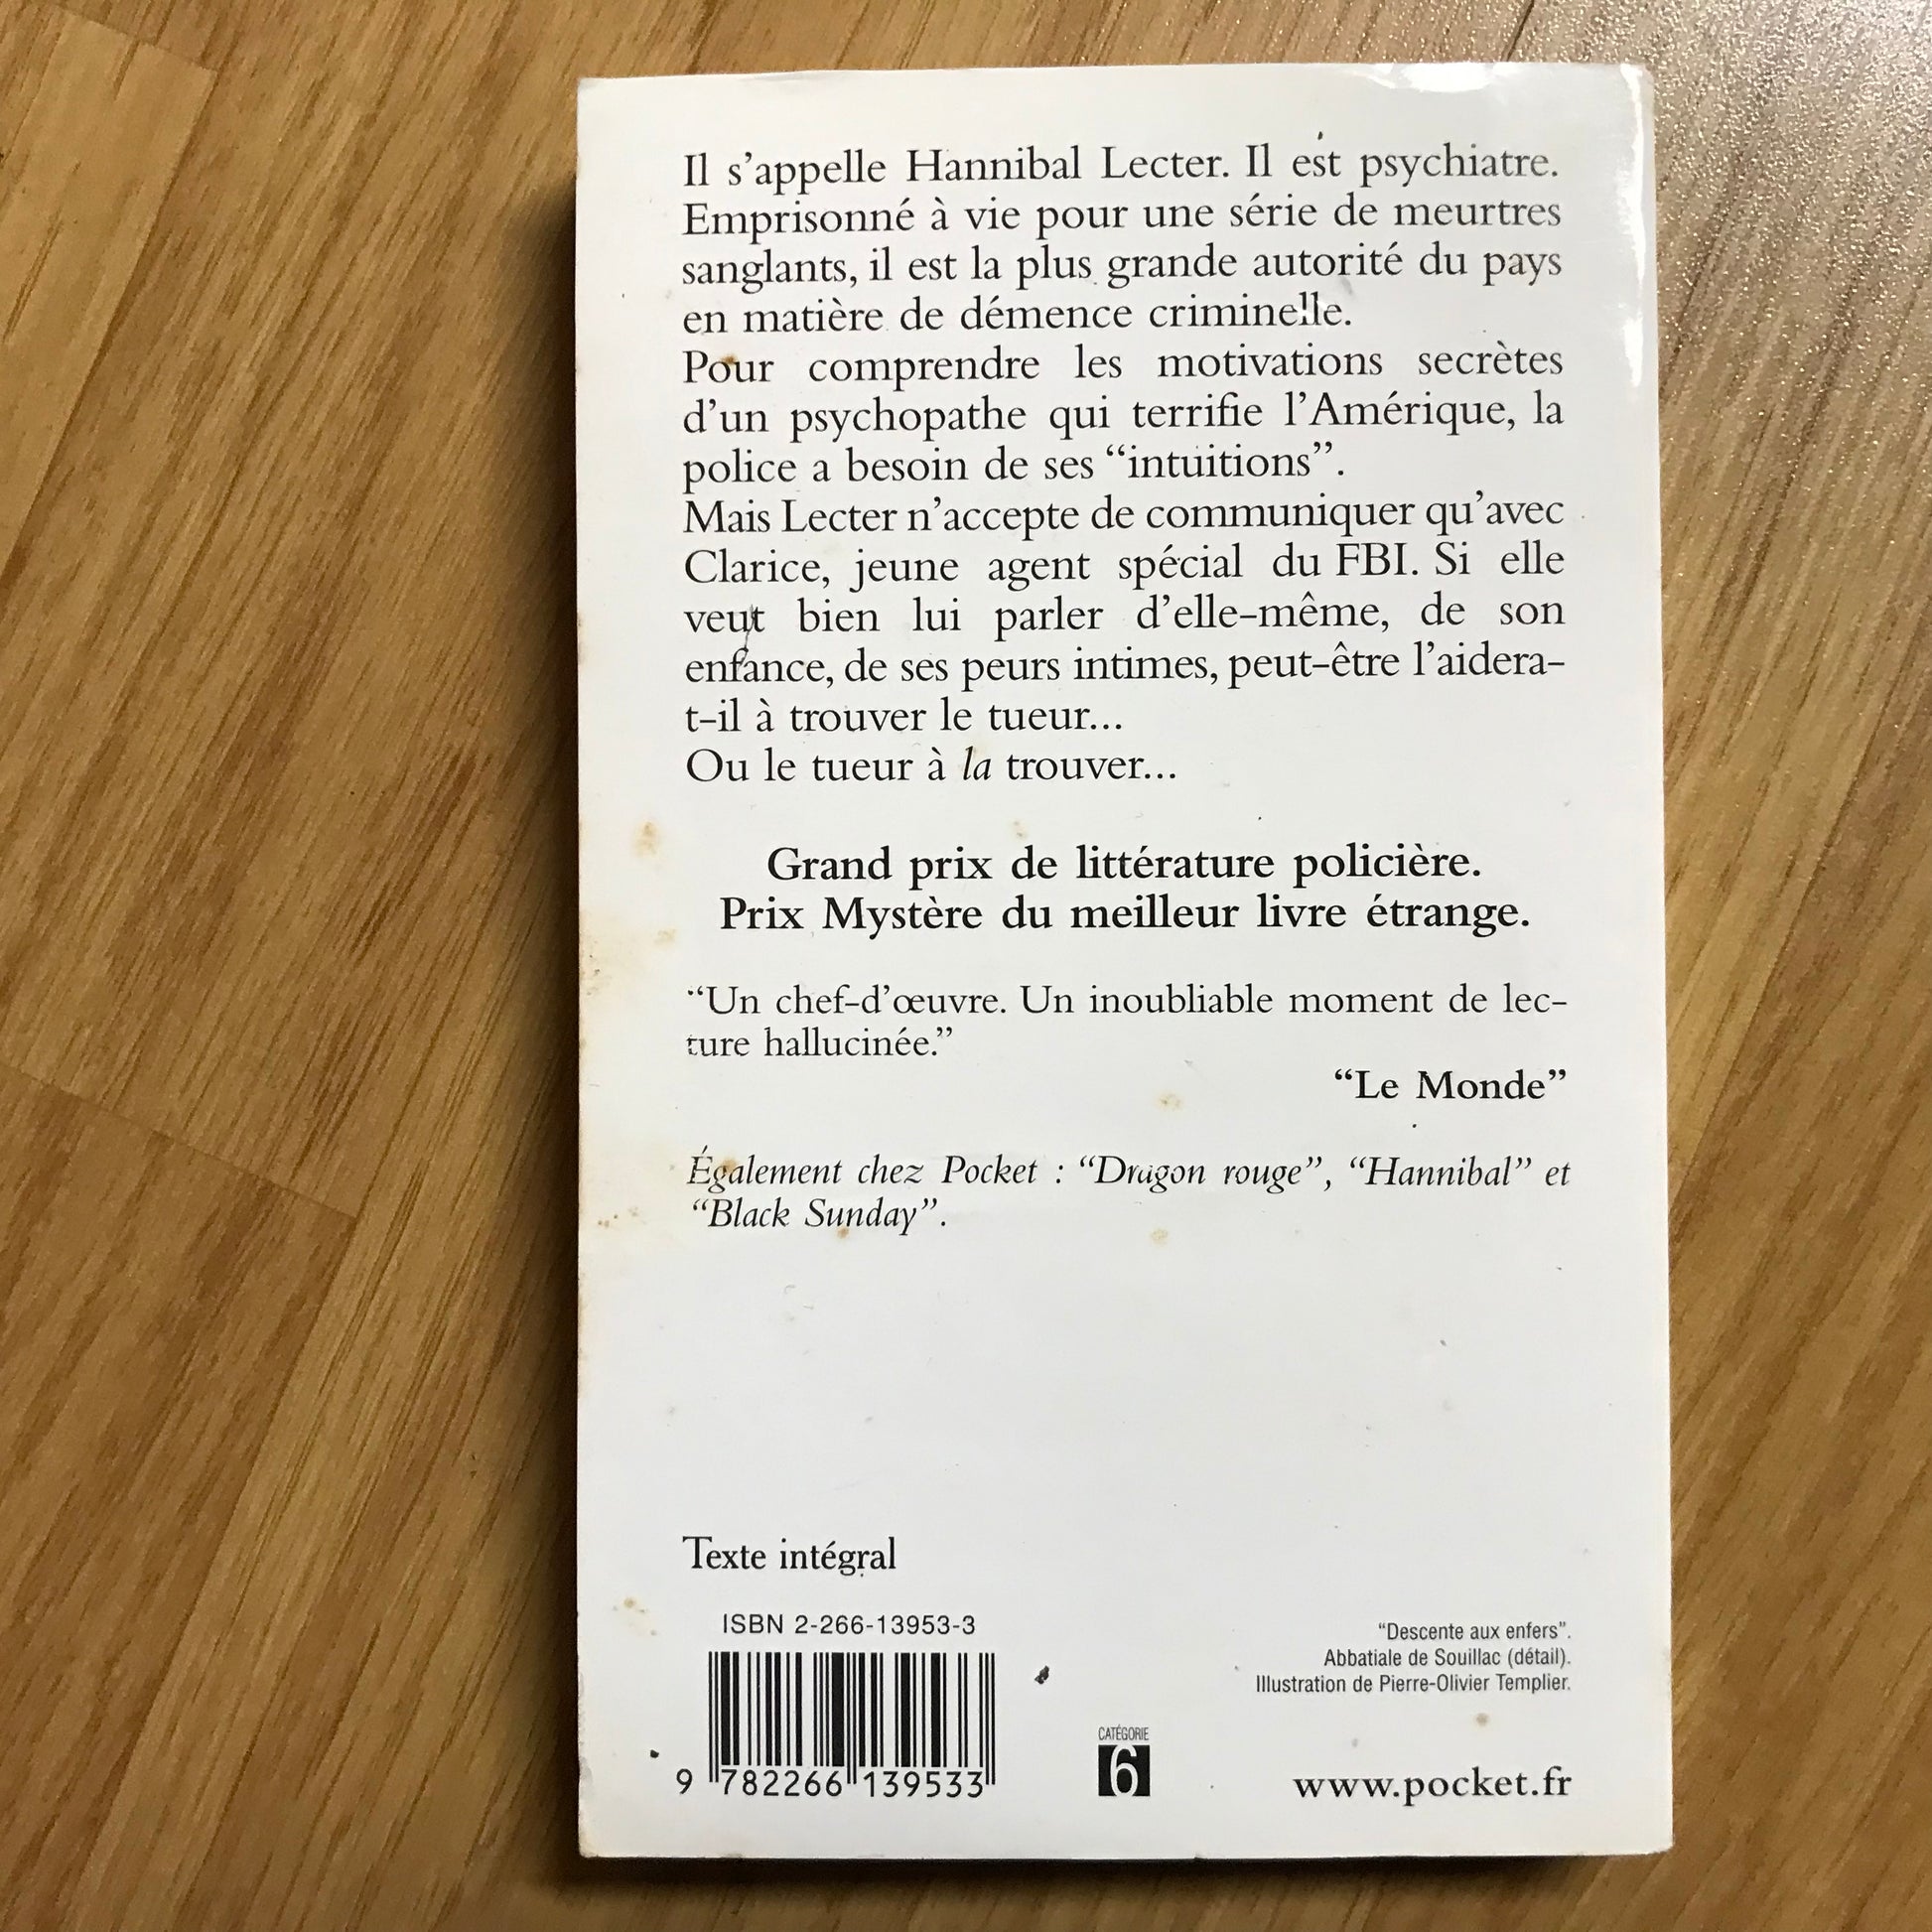 Il s'appelle Hannibal Lecter. Il est psychiatre.
Emprisonné à vie pour une série de meurtres
sanglants, il est la plus grande autorité du pays
en matière de démence criminelle.
Pour comprendre les motivations secrètes
d'un psychopathe qui terrifie l'Amérique, la
police a besoin de ses “intuitions”.
Mais Lecter n'accepte de communiquer qu'avec
Clarice, jeune agent spécial du FBI. Si elle
veut bien lui parler d'elle-même, de son
enfance, de ses peurs intimes, peut-être l'aidera-
t-il à trouver le tueur...
Ou le tueur à la trouver...
Grand prix de littérature policière.
Prix Mystère du meilleur livre étrange.
“Un chef-d'œuvre. Un inoubliable moment de lec-
ture hallucinée.”
“Le Monde”
Également chez Pocket : “Dragon rouge”, “Hannibal” et
“Black Sunday”.
Texte intégral
ISBN 2-266-13953-3
9 782266 139533
CATÉGORIE
6
“Descente aux enfers”.
Abbatiale de Souillac (détail).
Illustration de Pierre-Olivier Templier.
www.pocket.fr